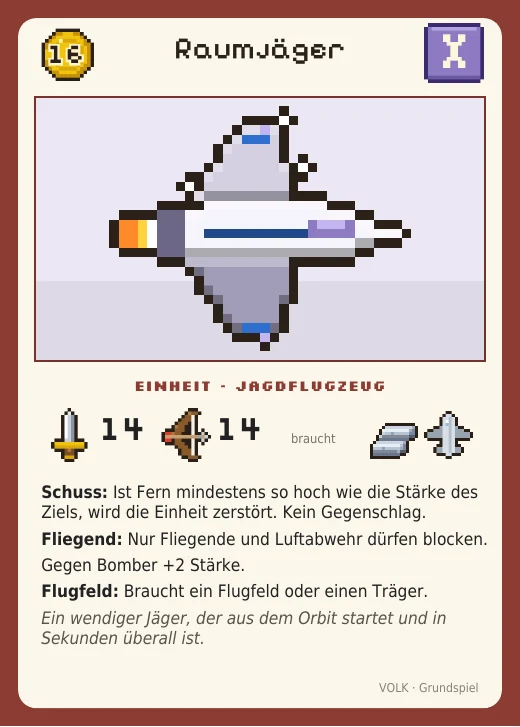 16
Raumjäger
X
EINHEIT - JAGDFLUGZEUG
14
14
braucht
Schuss: Ist Fern mindestens so hoch wie die Stärke des
Ziels, wird die Einheit zerstört. Kein Gegenschlag.
Fliegend: Nur Fliegende und Luftabwehr dürfen blocken.
Gegen Bomber +2 Stärke.
Flugfeld: Braucht ein Flugfeld oder einen Träger.
Ein wendiger Jäger, der aus dem Orbit startet und in
Sekunden überall ist.
VOLK · Grundspiel